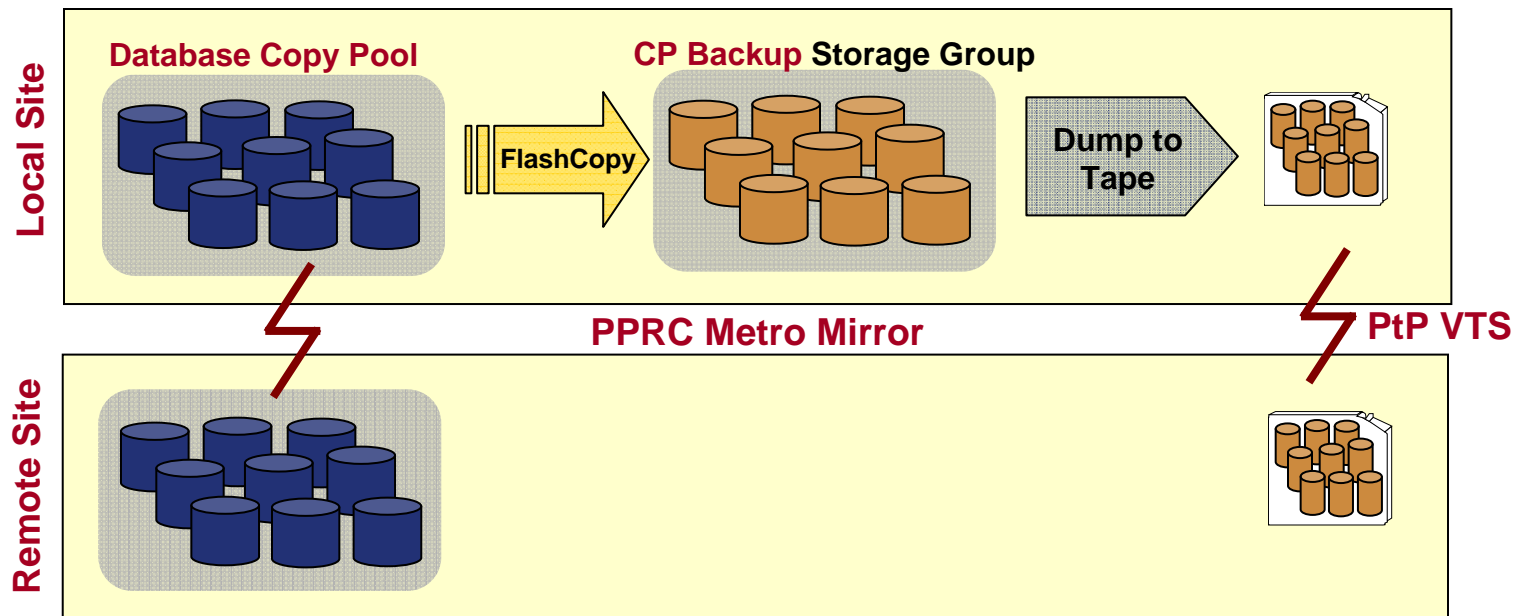 Local Site
Database Copy Pool
CP Backup Storage Group
FlashCopy
Dump to
Tape
PPRC Metro Mirror
PtP VTS
Remote Site